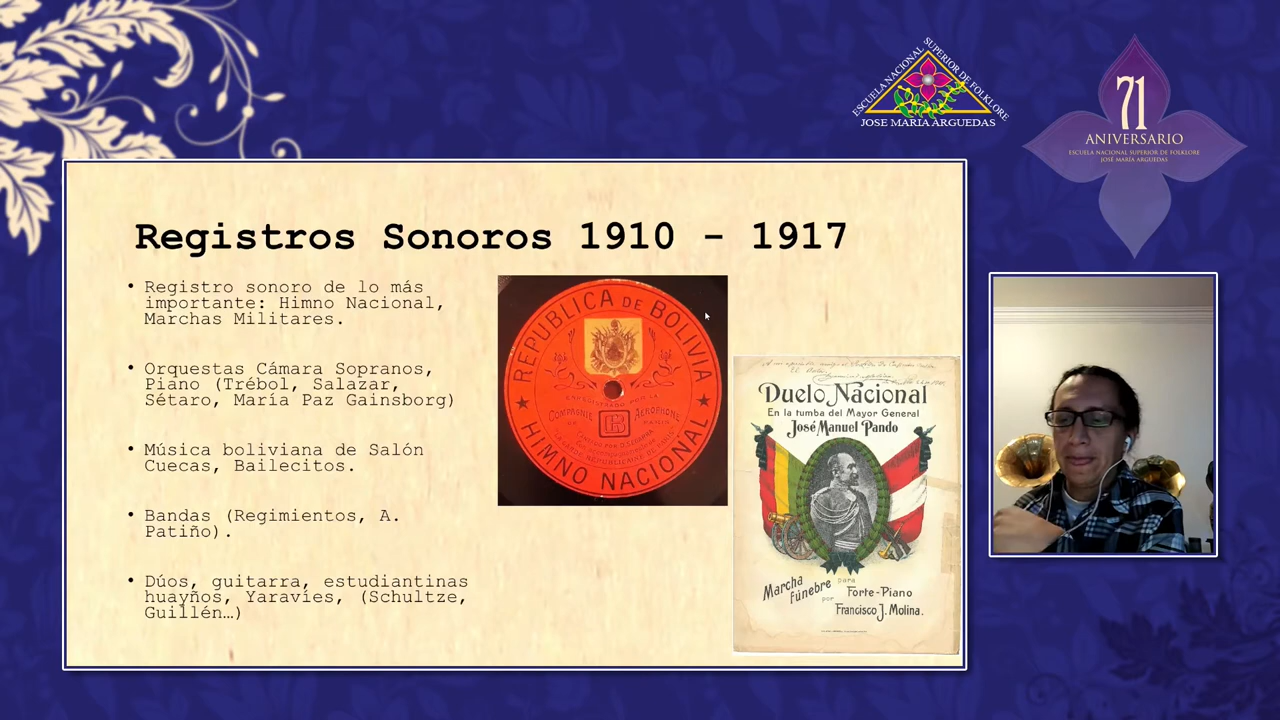 ESCUELA NACIONAL SUPERIOR DE FOLKLORE
JOSE MARIA ARGUEDAS
71
ANIVERSARIO
ESCUELA NACIONAL SUPERIOR DE FOLKLORE
JOSÉ MARÍA ARGUEDAS
Registros Sonoros 1910 - 1917
• Registro sonoro de lo más
importante: Himno Nacional,
Marchas Militares.
• Orquestas Cámara Sopranos,
Piano (Trébol, Salazar,
Sétaro, María Paz Gainsborg)
• Música boliviana de Salón
Cuecas, Bailecitos.
• Bandas (Regimientos, A.
Patiño).
• Dúos, guitarra, estudiantinas
huayños, Yaravíes, (Schultze,
Guillén…)
REPUBLICA DE BOLIVIA
COMPAGNIE AEROPHONE
PARIS
HIMNO NACIONAL
Duelo Nacional
En la tumba del Mayor General
José Manuel Pando
Marcha
fúnebre para
Forte-Piano
por
Francisco J. Molina.